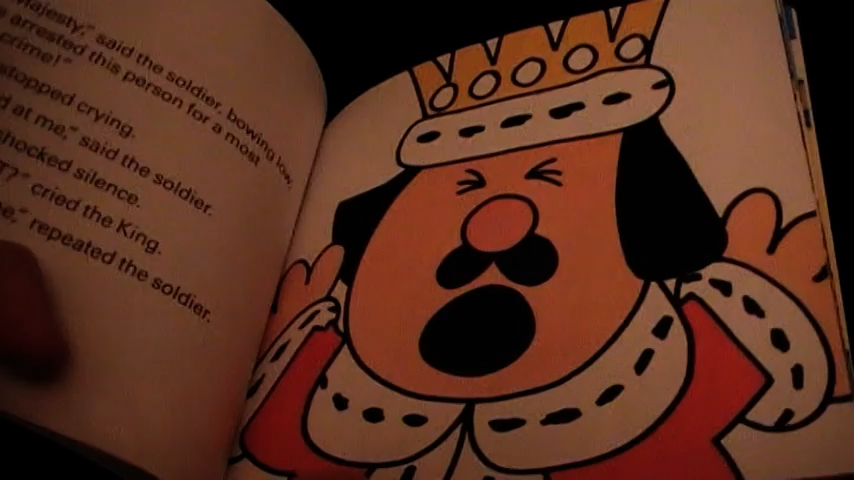 Majesty," said the soldier, bowing low,
arrested this person for a most
crime!"
stopped crying.
at me," said the soldier.
shocked silence.
cried the King.
repeated the soldier.